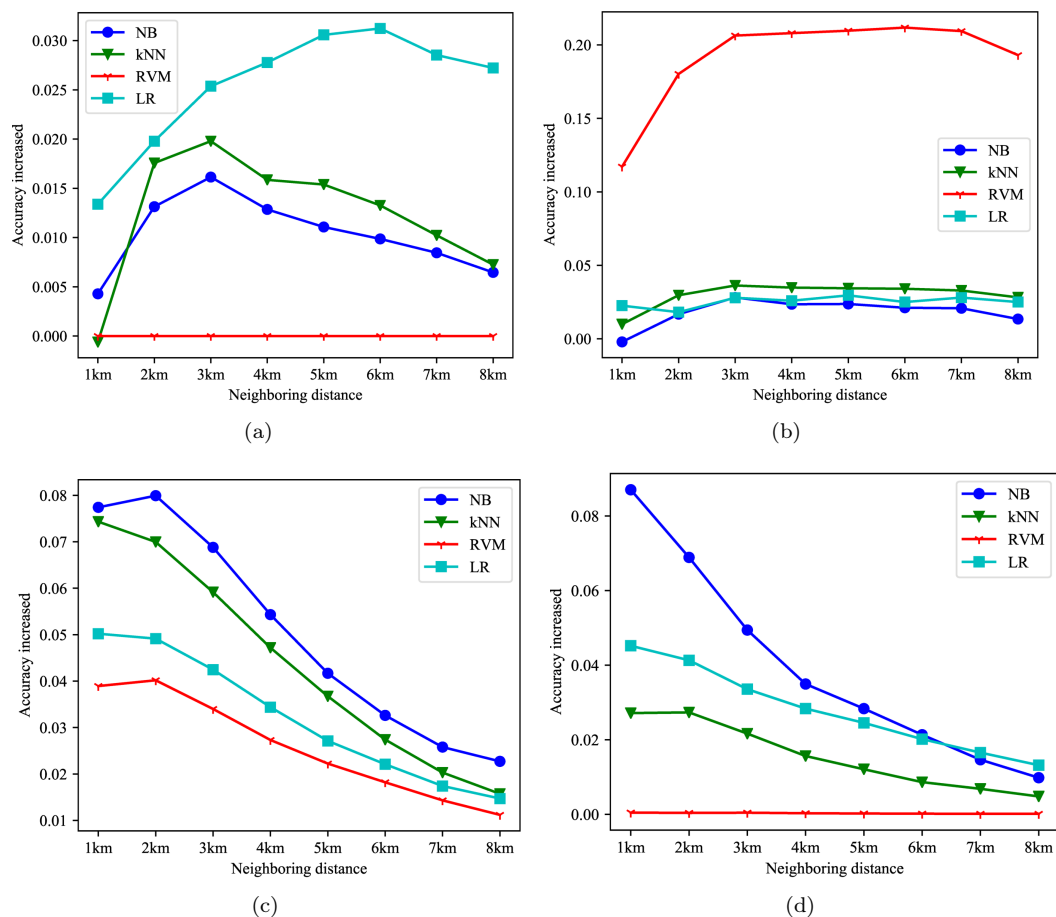 0.030
0.025
0.020
0.015
0.010
0.005
0.000
Accuracy increased
NB
kNN
RVM
LR
1km 2km 3km 4km 5km 6km 7km 8km
Neighboring distance
(a)
0.20
0.15
0.10
0.05
0.00
Accuracy increased
NB
kNN
RVM
LR
1km 2km 3km 4km 5km 6km 7km 8km
Neighboring distance
(b)
0.08
0.07
0.06
0.05
0.04
0.03
0.02
0.01
Accuracy increased
NB
kNN
RVM
LR
1km 2km 3km 4km 5km 6km 7km 8km
Neighboring distance
(c)
0.08
0.06
0.04
0.02
0.00
Accuracy increased
NB
kNN
RVM
LR
1km 2km 3km 4km 5km 6km 7km 8km
Neighboring distance
(d)